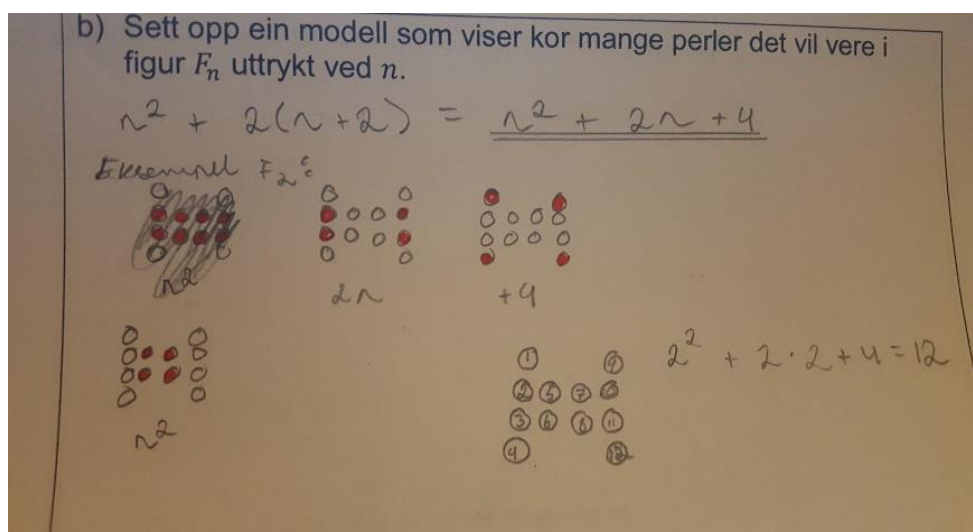 b) Sett opp ein modell som viser kor mange perler det vil vere i
figur Fₙ uttrykt ved n.
n² + 2(n+2) = n² + 2n + 4
Eksempel F₂:
n²
2n
+4
n²
① ⑨
② ⑤ ⑦
③ ⑥ ⑧ ⑪
④ ⑫
2² + 2·2 + 4 = 12